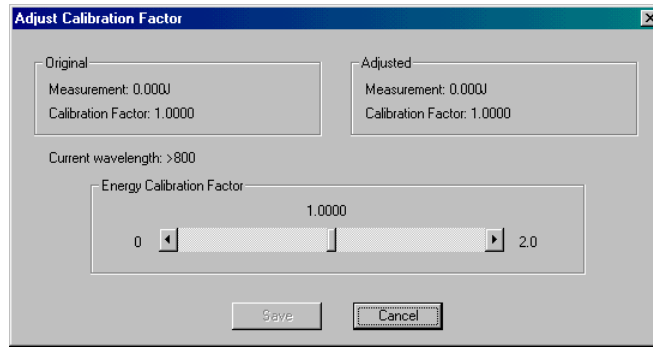 Adjust Calibration Factor
Original
Measurement: 0.000J
Calibration Factor: 1.0000
Adjusted
Measurement: 0.000J
Calibration Factor: 1.0000
Current wavelength: >800
Energy Calibration Factor
1.0000
0 2.0
Save Cancel